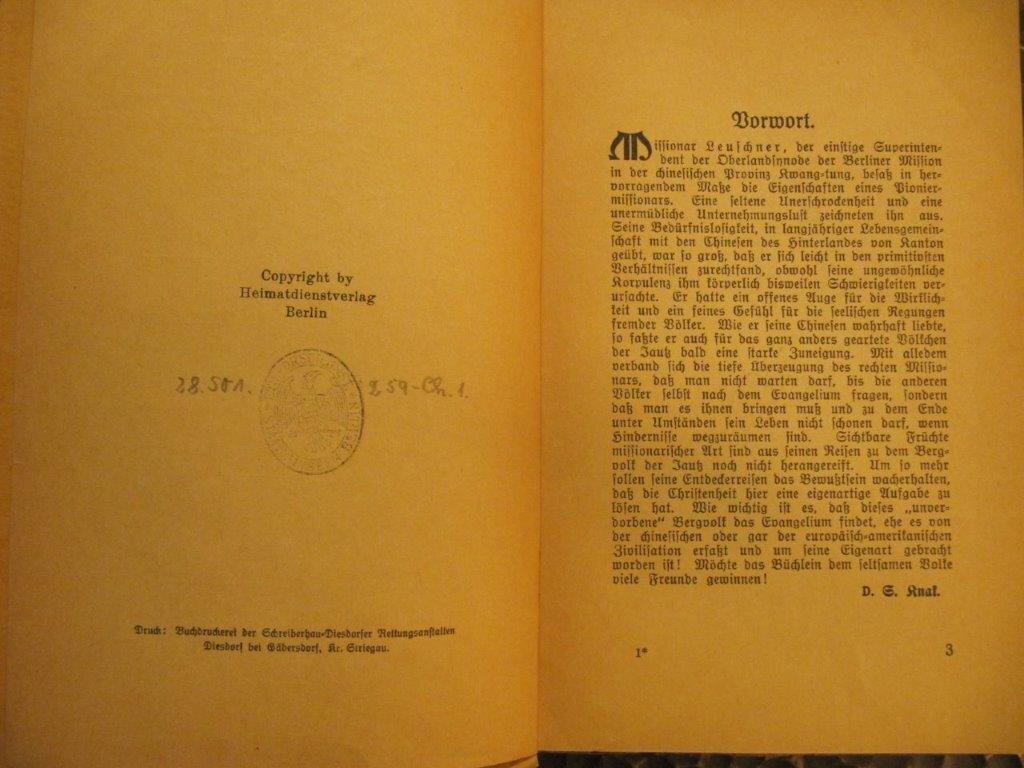 Copyright by
Heimatdienstverlag
Berlin
28.501.
259-Ch.1.
Druck: Buchdruckerei der Schreiberhau-Diesdorfer Rettungsanstalten
Diesdorf bei Gäbersdorf, Kr. Striegau.
Vorwort.
Missionar Leuschner, der einstige Superinten-
dent der Oberlandsynode der Berliner Mission
in der chinesischen Provinz Kwang-tung, besaß in her-
vorragendem Maße die Eigenschaften eines Pionier-
missionars. Eine seltene Unerschrockenheit und eine
unermüdliche Unternehmungslust zeichneten ihn aus.
Seine Bedürfnislosigkeit, in langjähriger Lebensgemein-
schaft mit den Chinesen des Hinterlandes von Kanton
geübt, war so groß, daß er sich leicht in den primitivsten
Verhältnissen zurechtfand, obwohl seine ungewöhnliche
Korpulenz ihm körperlich bisweilen Schwierigkeiten ver-
ursachte. Er hatte ein offenes Auge für die Wirklich-
keit und ein feines Gefühl für die seelischen Regungen
fremder Völker. Wie er seine Chinesen wahrhaft liebte,
so faßte er auch für das ganz anders geartete Völkchen
der Jautz bald eine starke Zuneigung. Mit alledem
verband sich die tiefe Überzeugung des rechten Missio-
nars, daß man nicht warten darf, bis die anderen
Völker selbst nach dem Evangelium fragen, sondern
daß man es ihnen bringen muß und zu dem Ende
unter Umständen sein Leben nicht schonen darf, wenn
Hindernisse wegzuräumen sind. Sichtbare Früchte
missionarischer Art sind aus seinen Reisen zu dem Berg-
volk der Jautz noch nicht herangereift. Um so mehr
sollen seine Entdeckerreisen das Bewußtsein wacherhalten,
daß die Christenheit hier eine eigenartige Aufgabe zu
lösen hat. Wie wichtig ist es, daß dieses „unver-
dorbene“ Bergvolk das Evangelium findet, ehe es von
der chinesischen oder gar der europäisch-amerikanischen
Zivilisation erfaßt und um seine Eigenart gebracht
worden ist! Möchte das Büchlein dem seltsamen Volke
viele Freunde gewinnen!
D. S. Knak.
1*
3